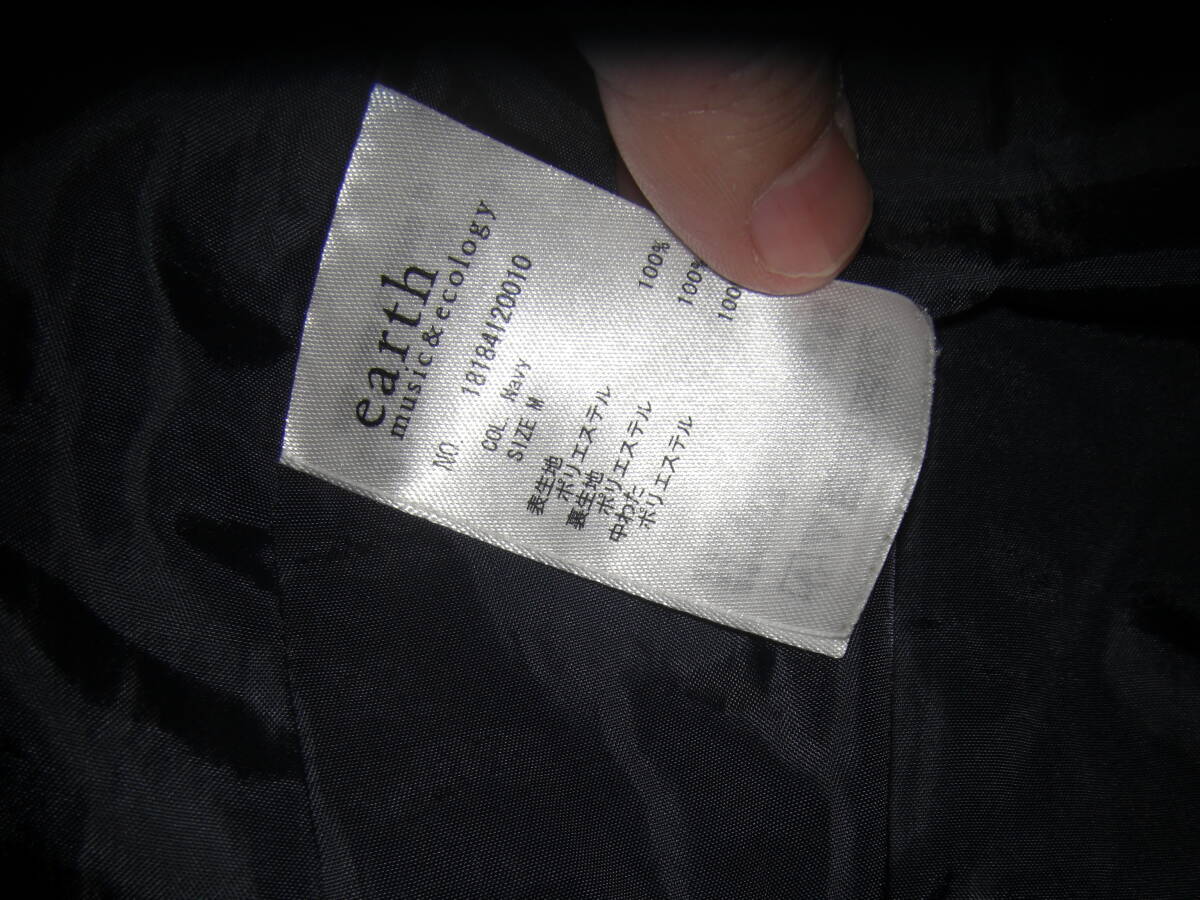 earth
music&ecology
NO. 18184120010
COL. Navy
SIZE M
表生地
ポリエステル 100%
裏生地
ポリエステル 100%
中わた
ポリエステル 100